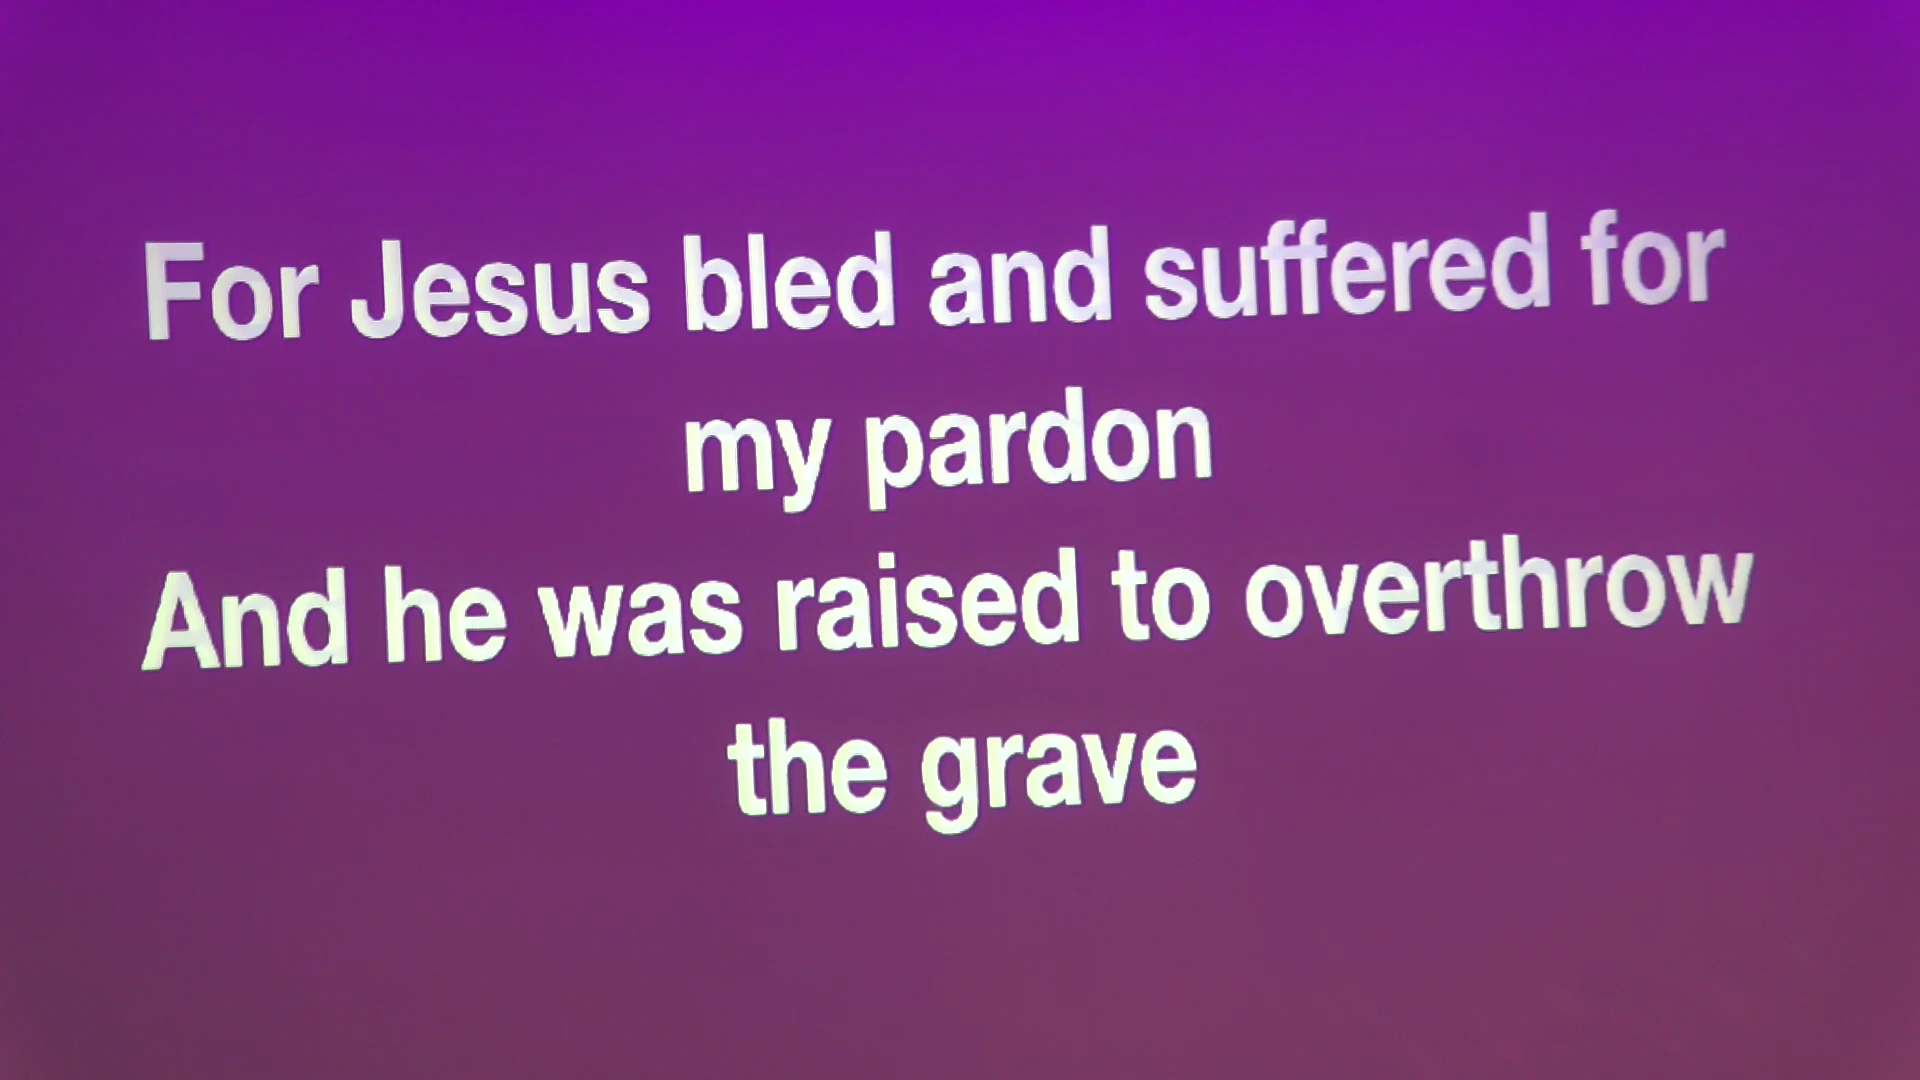 For Jesus bled and suffered for
my pardon
And he was raised to overthrow
the grave